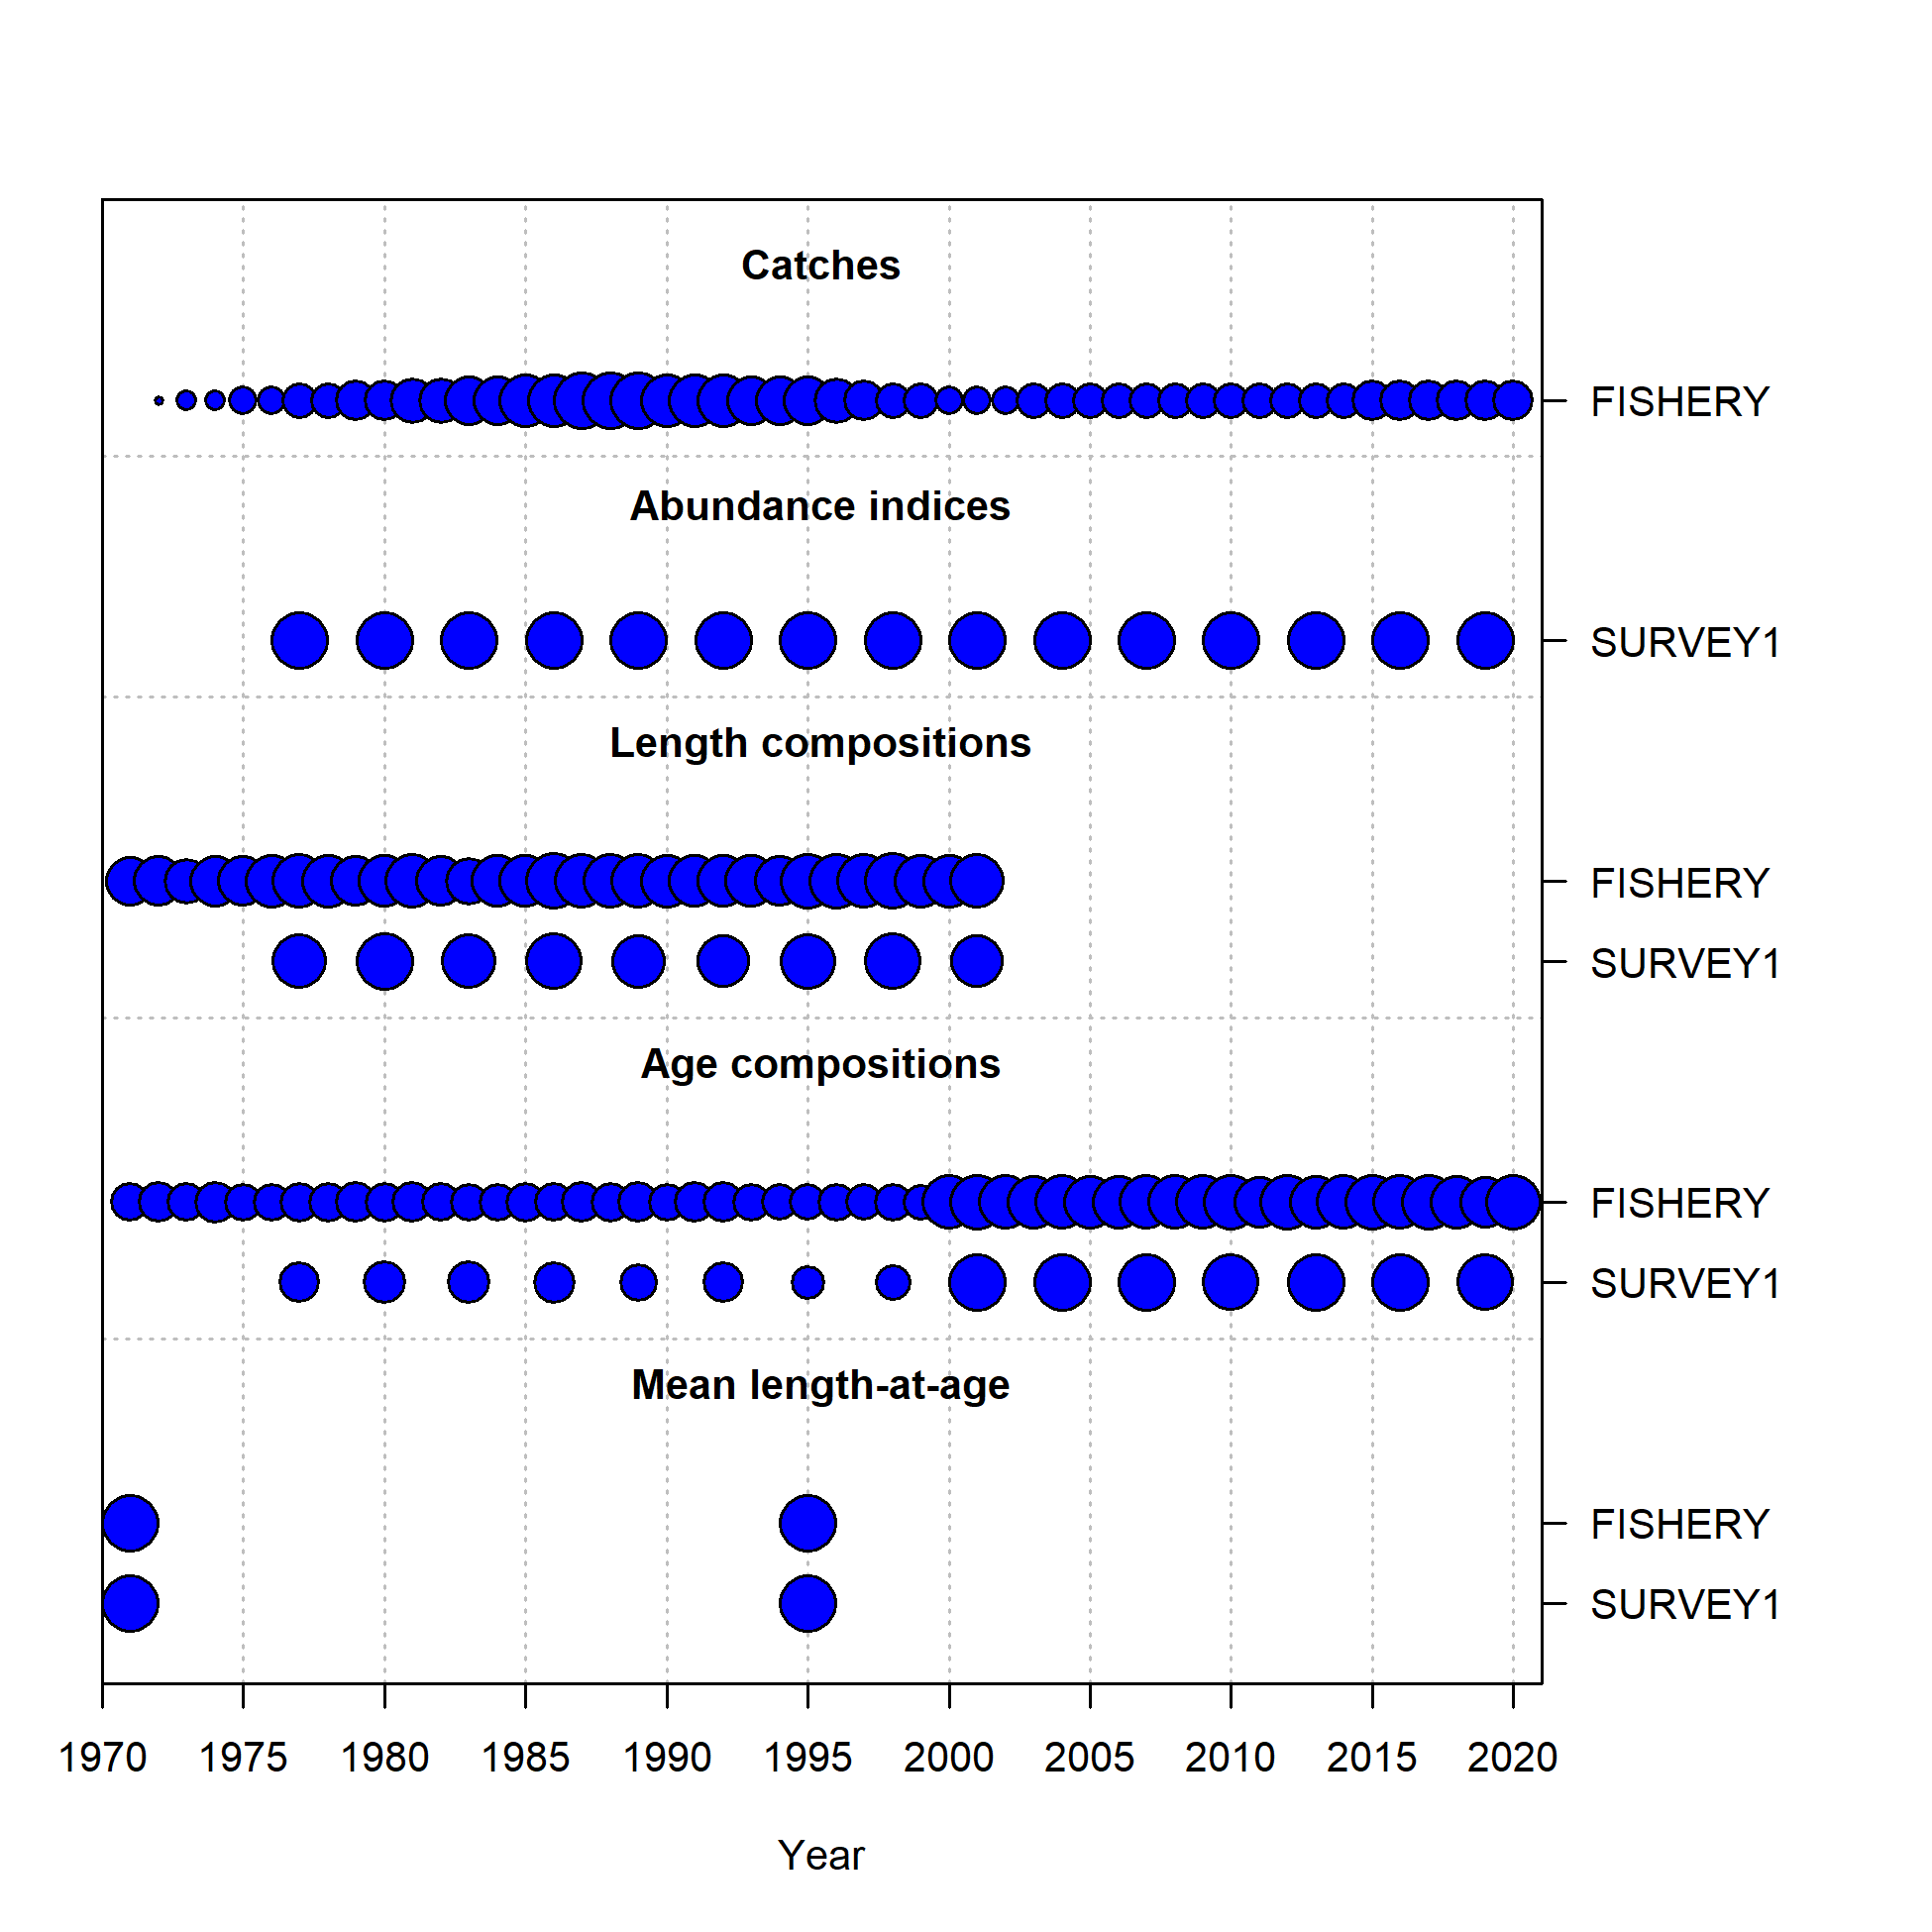 Catches
FISHERY
Abundance indices
SURVEY1
Length compositions
FISHERY
SURVEY1
Age compositions
FISHERY
SURVEY1
Mean length-at-age
FISHERY
SURVEY1
1970 1975 1980 1985 1990 1995 2000 2005 2010 2015 2020
Year